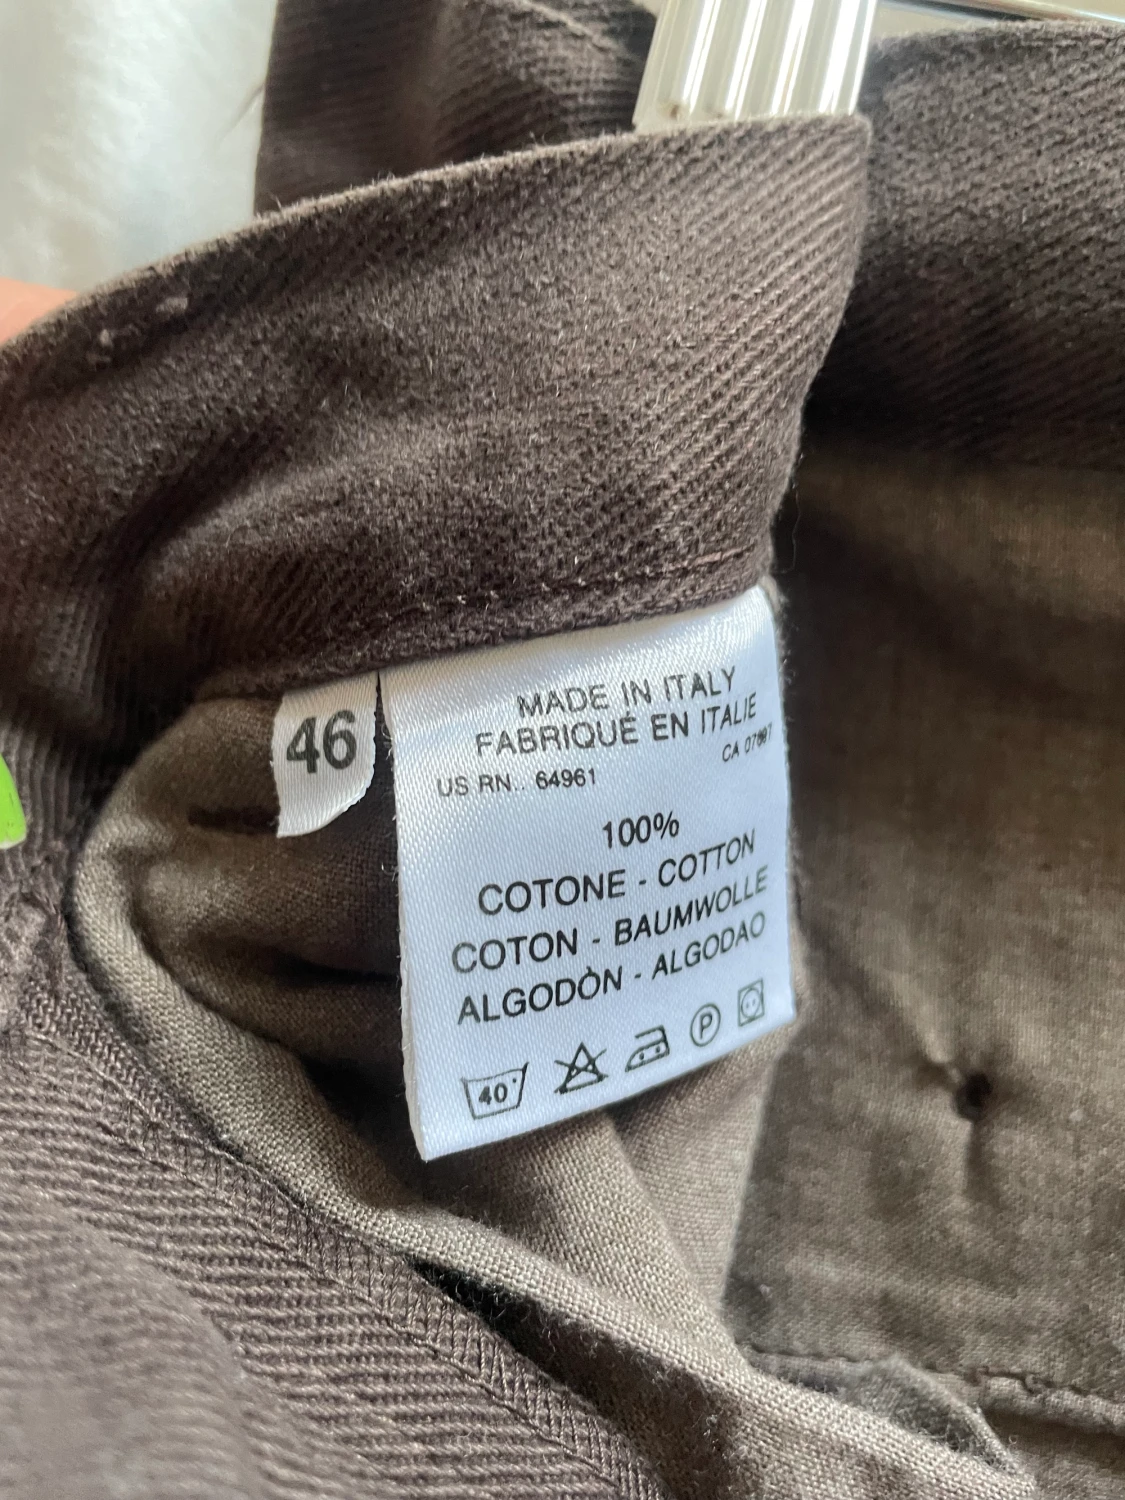 46
MADE IN ITALY
FABRIQUÉ EN ITALIE
US RN.. 64961
CA
100%
COTONE - COTTON
COTON - BAUMWOLLE
ALGODÒN - ALGODAO
40°
P